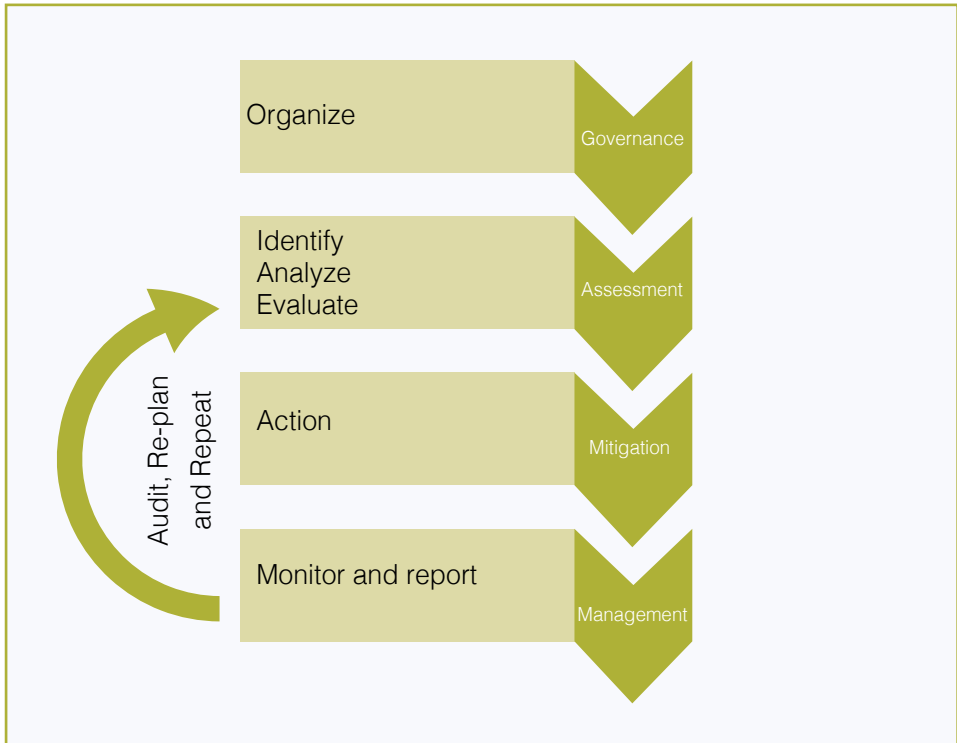 Organize
Governance
Identify
Analyze
Evaluate
Assessment
Action
Mitigation
Monitor and report
Management
Audit, Re-plan
and Repeat